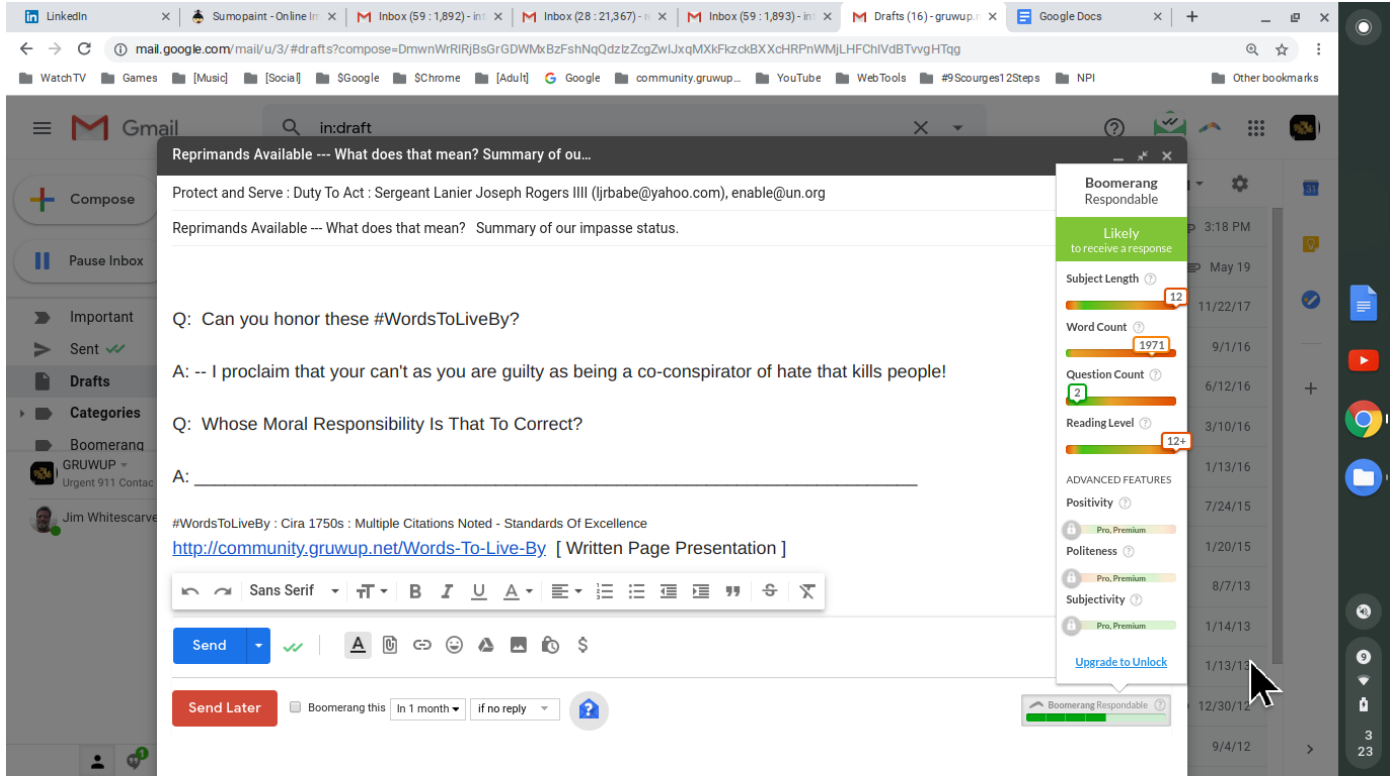 LinkedIn
Sumopaint - Online Im
Inbox (59 : 1,892) - int
Inbox (28 : 21,367) - n
Inbox (59 : 1,893) - int
Drafts (16) - gruwup.n
Google Docs
mail.google.com/mail/u/3/#drafts?compose=
WatchTV Games [Music] [Social] $Google $Chrome [Adult] Google community.gruwup... YouTube WebTools #9Scourges12Steps NPI Other bookmarks
Gmail
in:draft
Compose
Pause Inbox
Important
Sent
Drafts
Categories
Boomerang
GRUWUP
Urgent 911 Contac
Jim Whitescarve
1
Reprimands Available --- What does that mean? Summary of ou...
Protect and Serve : Duty To Act : Sergeant Lanier Joseph Rogers IIII (ljrbabe@yahoo.com), enable@un.org
Reprimands Available --- What does that mean? Summary of our impasse status.
Q: Can you honor these #WordsToLiveBy?
A: -- I proclaim that your can't as you are guilty as being a co-conspirator of hate that kills people!
Q: Whose Moral Responsibility Is That To Correct?
A: ______________________________________________________________________
#WordsToLiveBy : Cira 1750s : Multiple Citations Noted - Standards Of Excellence
http://community.gruwup.net/Words-To-Live-By [ Written Page Presentation ]
Sans Serif
Send
Send Later
Boomerang this
In 1 month
if no reply
Boomerang Respondable
Boomerang
Respondable
Likely
to receive a response
Subject Length
12
Word Count
1971
Question Count
2
Reading Level
12+
ADVANCED FEATURES
Positivity
Pro, Premium
Politeness
Pro, Premium
Subjectivity
Pro, Premium
Upgrade to Unlock
3:18 PM
May 19
11/22/17
9/1/16
6/12/16
3/10/16
1/13/16
7/24/15
1/20/15
8/7/13
1/14/13
1/13/13
12/30/12
9/4/12
31
9
3
23